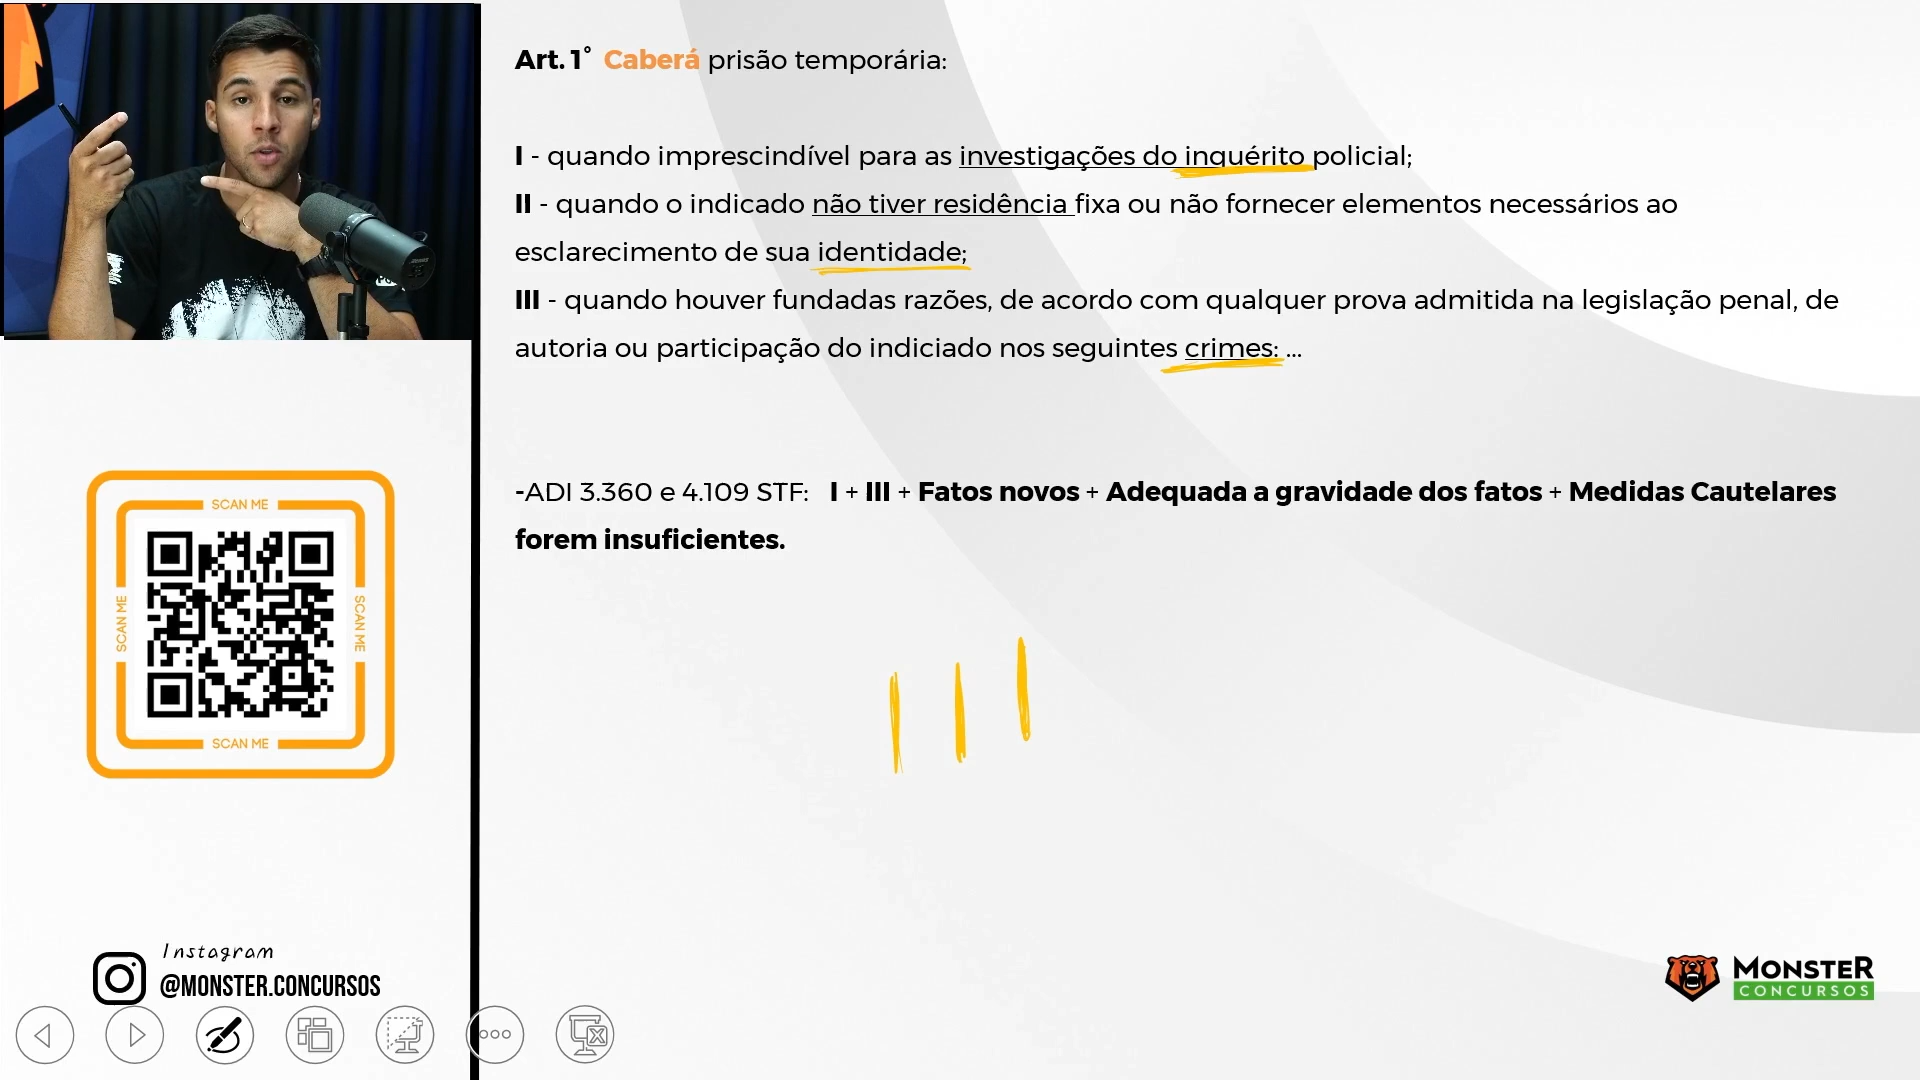 Art. 1° Caberá prisão temporária:
I - quando imprescindível para as investigações do inquérito policial;
II - quando o indicado não tiver residência fixa ou não fornecer elementos necessários ao
esclarecimento de sua identidade;
III - quando houver fundadas razões, de acordo com qualquer prova admitida na legislação penal, de
autoria ou participação do indiciado nos seguintes crimes: ...
-ADI 3.360 e 4.109 STF: I + III + Fatos novos + Adequada a gravidade dos fatos + Medidas Cautelares
forem insuficientes.
SCAN ME
SCAN ME
SCAN ME
SCAN ME
Instagram
@MONSTER.CONCURSOS
MONSTER
CONCURSOS